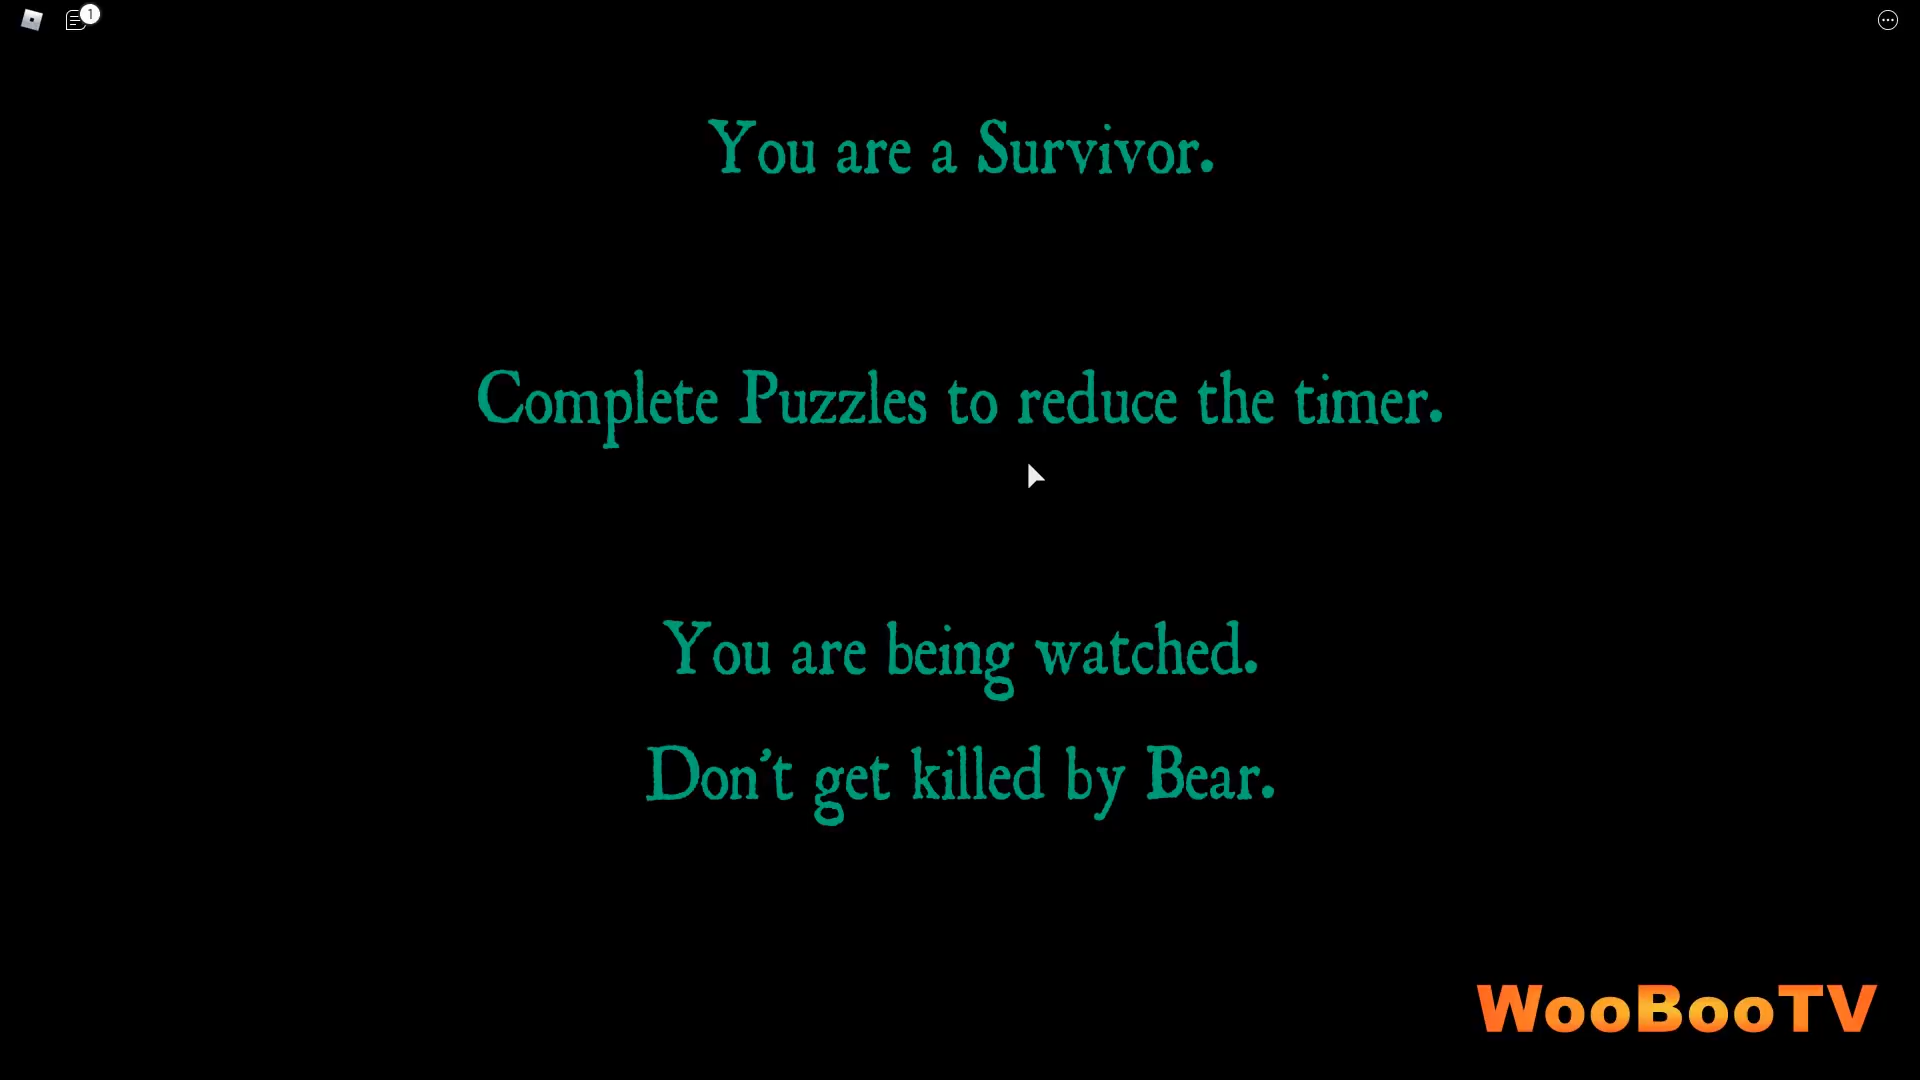 1
You are a Survivor.
Complete Puzzles to reduce the timer.
You are being watched.
Don't get killed by Bear.
WooBooTV